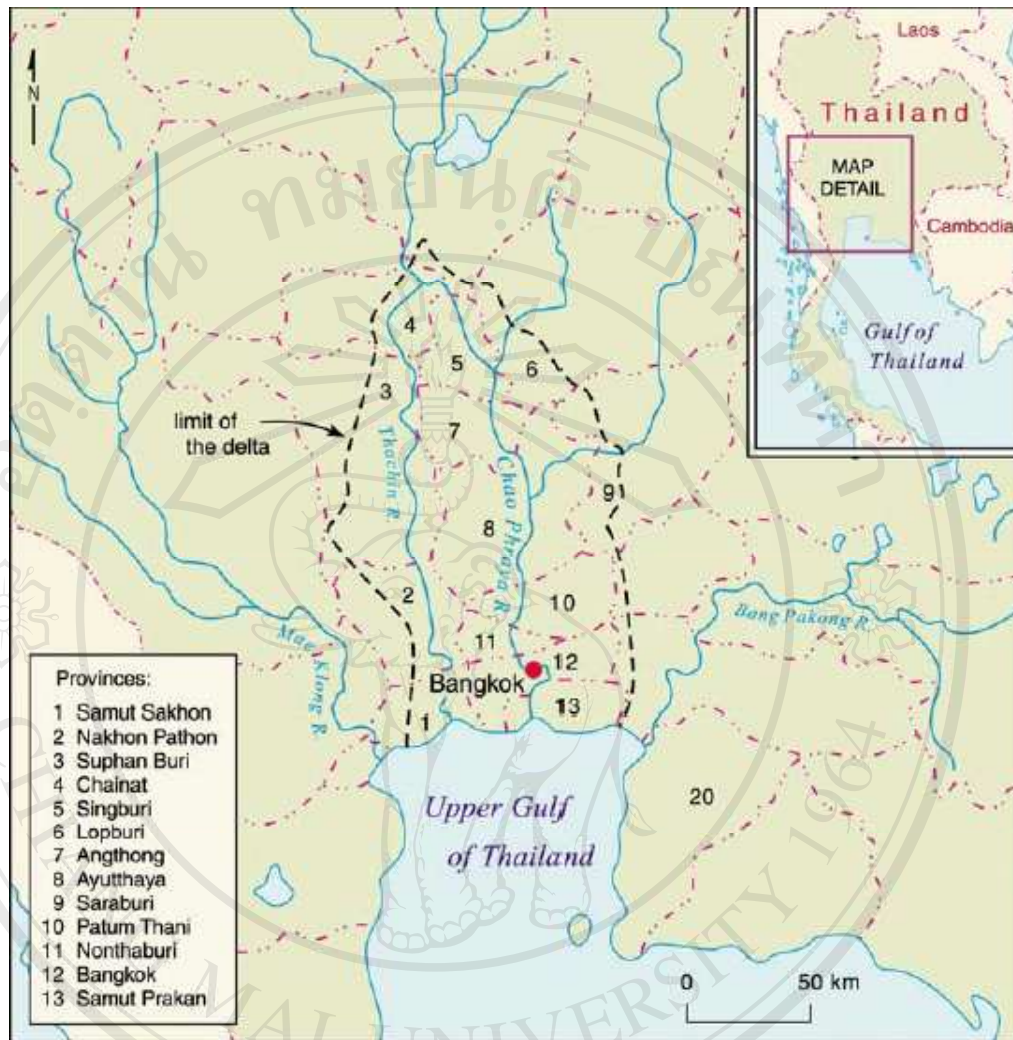 N
Laos
Thailand
MAP
DETAIL
Cambodia
Gulf of
Thailand
limit of
the delta
4
5
6
3
7
9
8
2
10
11
12
13
1
20
Thachin R.
Chao Phraya R.
Mae Klong R.
Bang Pakong R.
Bangkok
Upper Gulf
of Thailand
0 50 km
Provinces:
1 Samut Sakhon
2 Nakhon Pathon
3 Suphan Buri
4 Chainat
5 Singburi
6 Lopburi
7 Angthong
8 Ayutthaya
9 Saraburi
10 Patum Thani
11 Nonthaburi
12 Bangkok
13 Samut Prakan
UNIVERSITY 1964